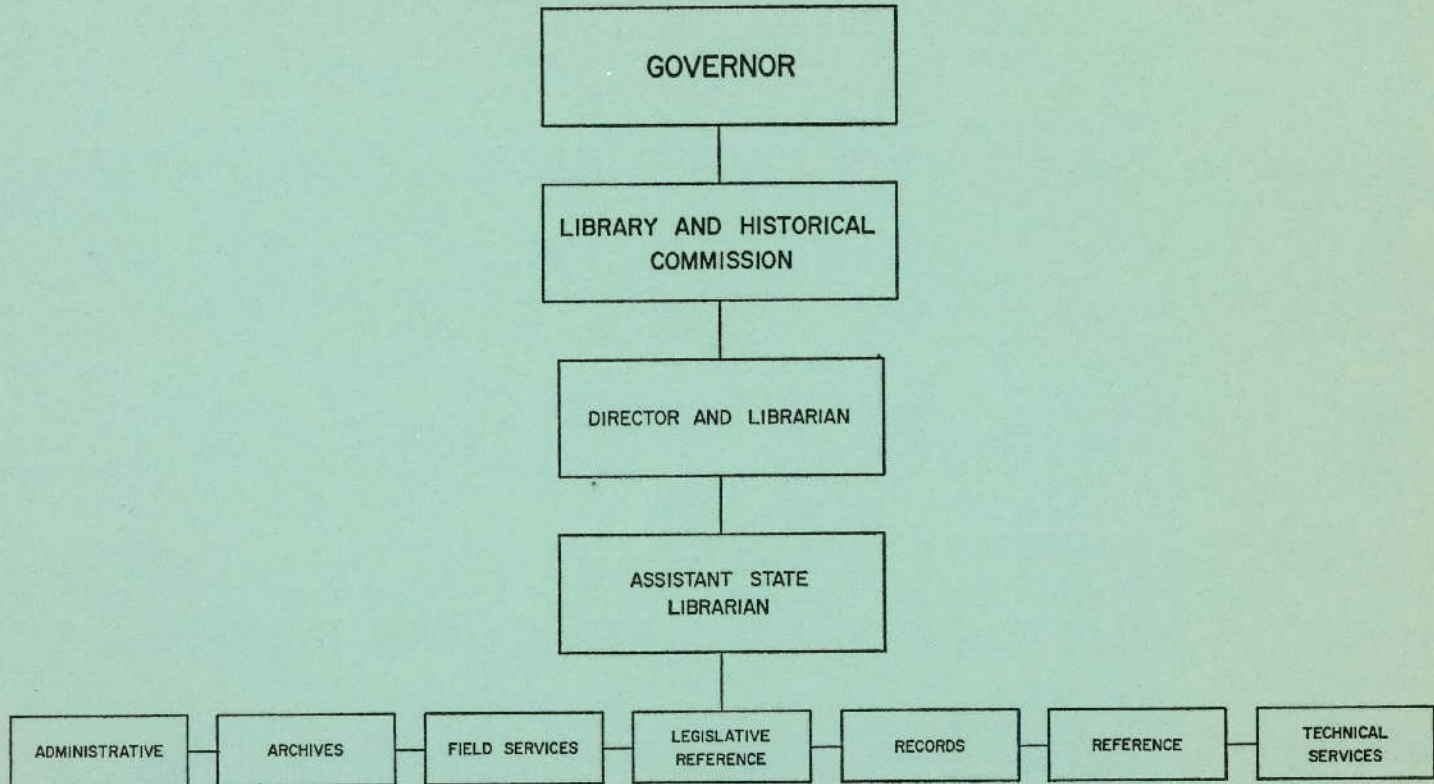 GOVERNOR
LIBRARY AND HISTORICAL
COMMISSION
DIRECTOR AND LIBRARIAN
ASSISTANT STATE
LIBRARIAN
ADMINISTRATIVE
ARCHIVES
FIELD SERVICES
LEGISLATIVE
REFERENCE
RECORDS
REFERENCE
TECHNICAL
SERVICES